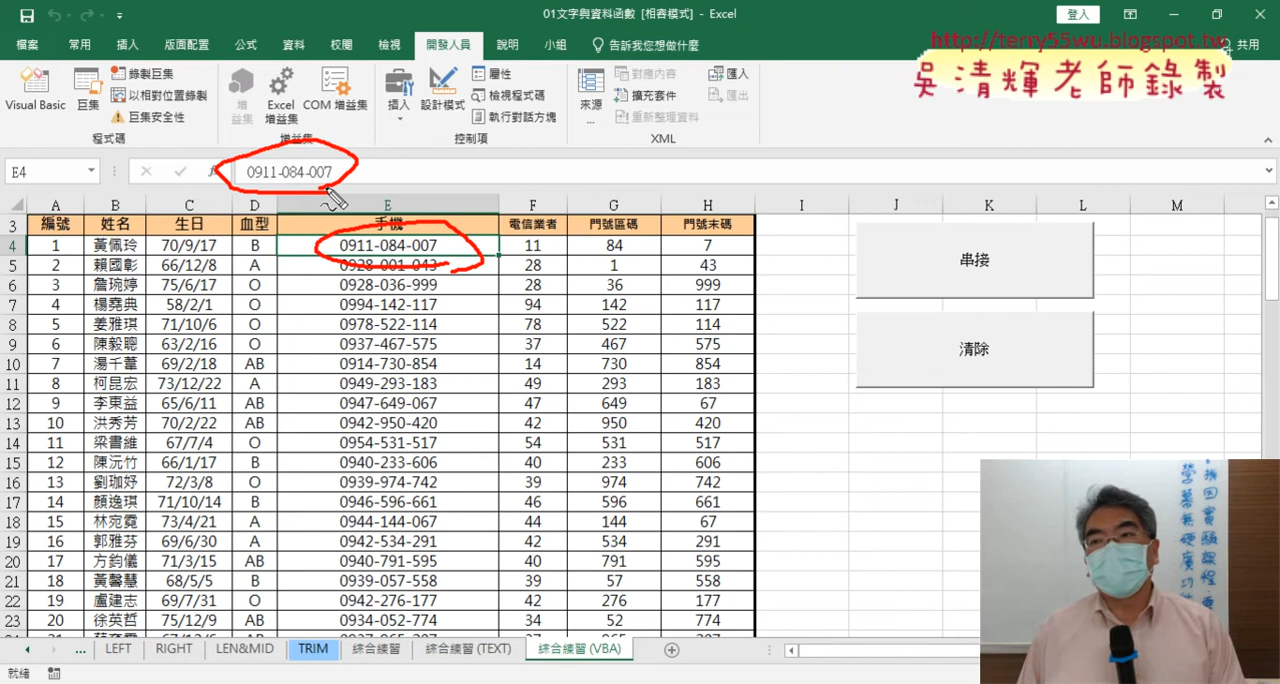 01文字與資料函數 [相容模式] - Excel
登入
檔案 常用 插入 版面配置 公式 資料 校閱 檢視 開發人員 說明 小組 告訴我您想做什麼 共用
http://terry55wu.blogspot.tw
吳清輝老師錄製
Visual Basic 巨集 錄製巨集 以相對位置錄製 巨集安全性
程式碼
增益集 Excel 增益集 COM 增益集
增益集
插入 設計模式 屬性 檢視程式碼 執行對話方塊
控制項
來源... 對應內容 擴充套件 重新整理資料 匯入 匯出
XML
E4 0911-084-007
A B C D E F G H I J K L M
3 編號 姓名 生日 血型 手機 電信業者 門號區碼 門號末碼
4 1 黃佩玲 70/9/17 B 0911-084-007 11 84 7
5 2 賴國彰 66/12/8 A 0928-001-043 28 1 43
6 3 詹琬婷 75/6/17 O 0928-036-999 28 36 999
7 4 楊堯典 58/2/1 O 0994-142-117 94 142 117
8 5 姜雅琪 71/10/6 O 0978-522-114 78 522 114
9 6 陳毅聰 63/2/16 O 0937-467-575 37 467 575
10 7 湯千葦 69/2/18 AB 0914-730-854 14 730 854
11 8 柯昆宏 73/12/22 A 0949-293-183 49 293 183
12 9 李東益 65/6/11 AB 0947-649-067 47 649 67
13 10 洪秀芳 70/2/22 AB 0942-950-420 42 950 420
14 11 梁書維 67/7/4 O 0954-531-517 54 531 517
15 12 陳沅竹 66/1/17 B 0940-233-606 40 233 606
16 13 劉珈妤 72/3/8 O 0939-974-742 39 974 742
17 14 顏逸琪 71/10/14 B 0946-596-661 46 596 661
18 15 林宛霓 73/4/21 A 0944-144-067 44 144 67
19 16 郭雅芬 69/6/30 A 0942-534-291 42 534 291
20 17 方鈞儀 71/3/15 AB 0940-791-595 40 791 595
21 18 黃馨慧 68/5/5 B 0939-057-558 39 57 558
22 19 盧建志 69/7/31 O 0942-276-177 42 276 177
23 20 徐英哲 75/12/9 AB 0934-052-774 34 52 774
串接
清除
... LEFT RIGHT LEN&MID TRIM 綜合練習 綜合練習 (TEXT) 綜合練習 (VBA)
就緒